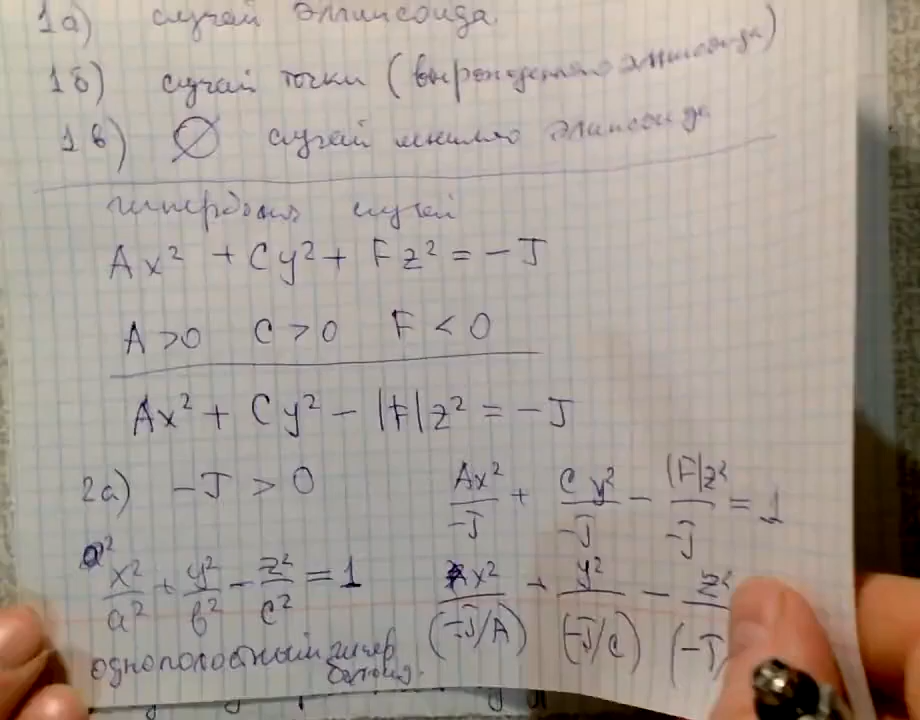 1а) случай эллипсоида
1б) случай точки (вырожденного эллипсоида)
1в) ∅ случай мнимого эллипсоида
случай
Ax² + Cy² + Fz² = -J
A > 0 C > 0 F < 0
Ax² + Cy² - |F|z² = -J
2а) -J > 0 Ax²/-J + Cy²/-J - |F|z²/-J = 1
x²/a² + y²/b² - z²/c² = 1 x²/(-J/A) + y²/(-J/C) - z²/(-J
однополостный гипер
болоид.